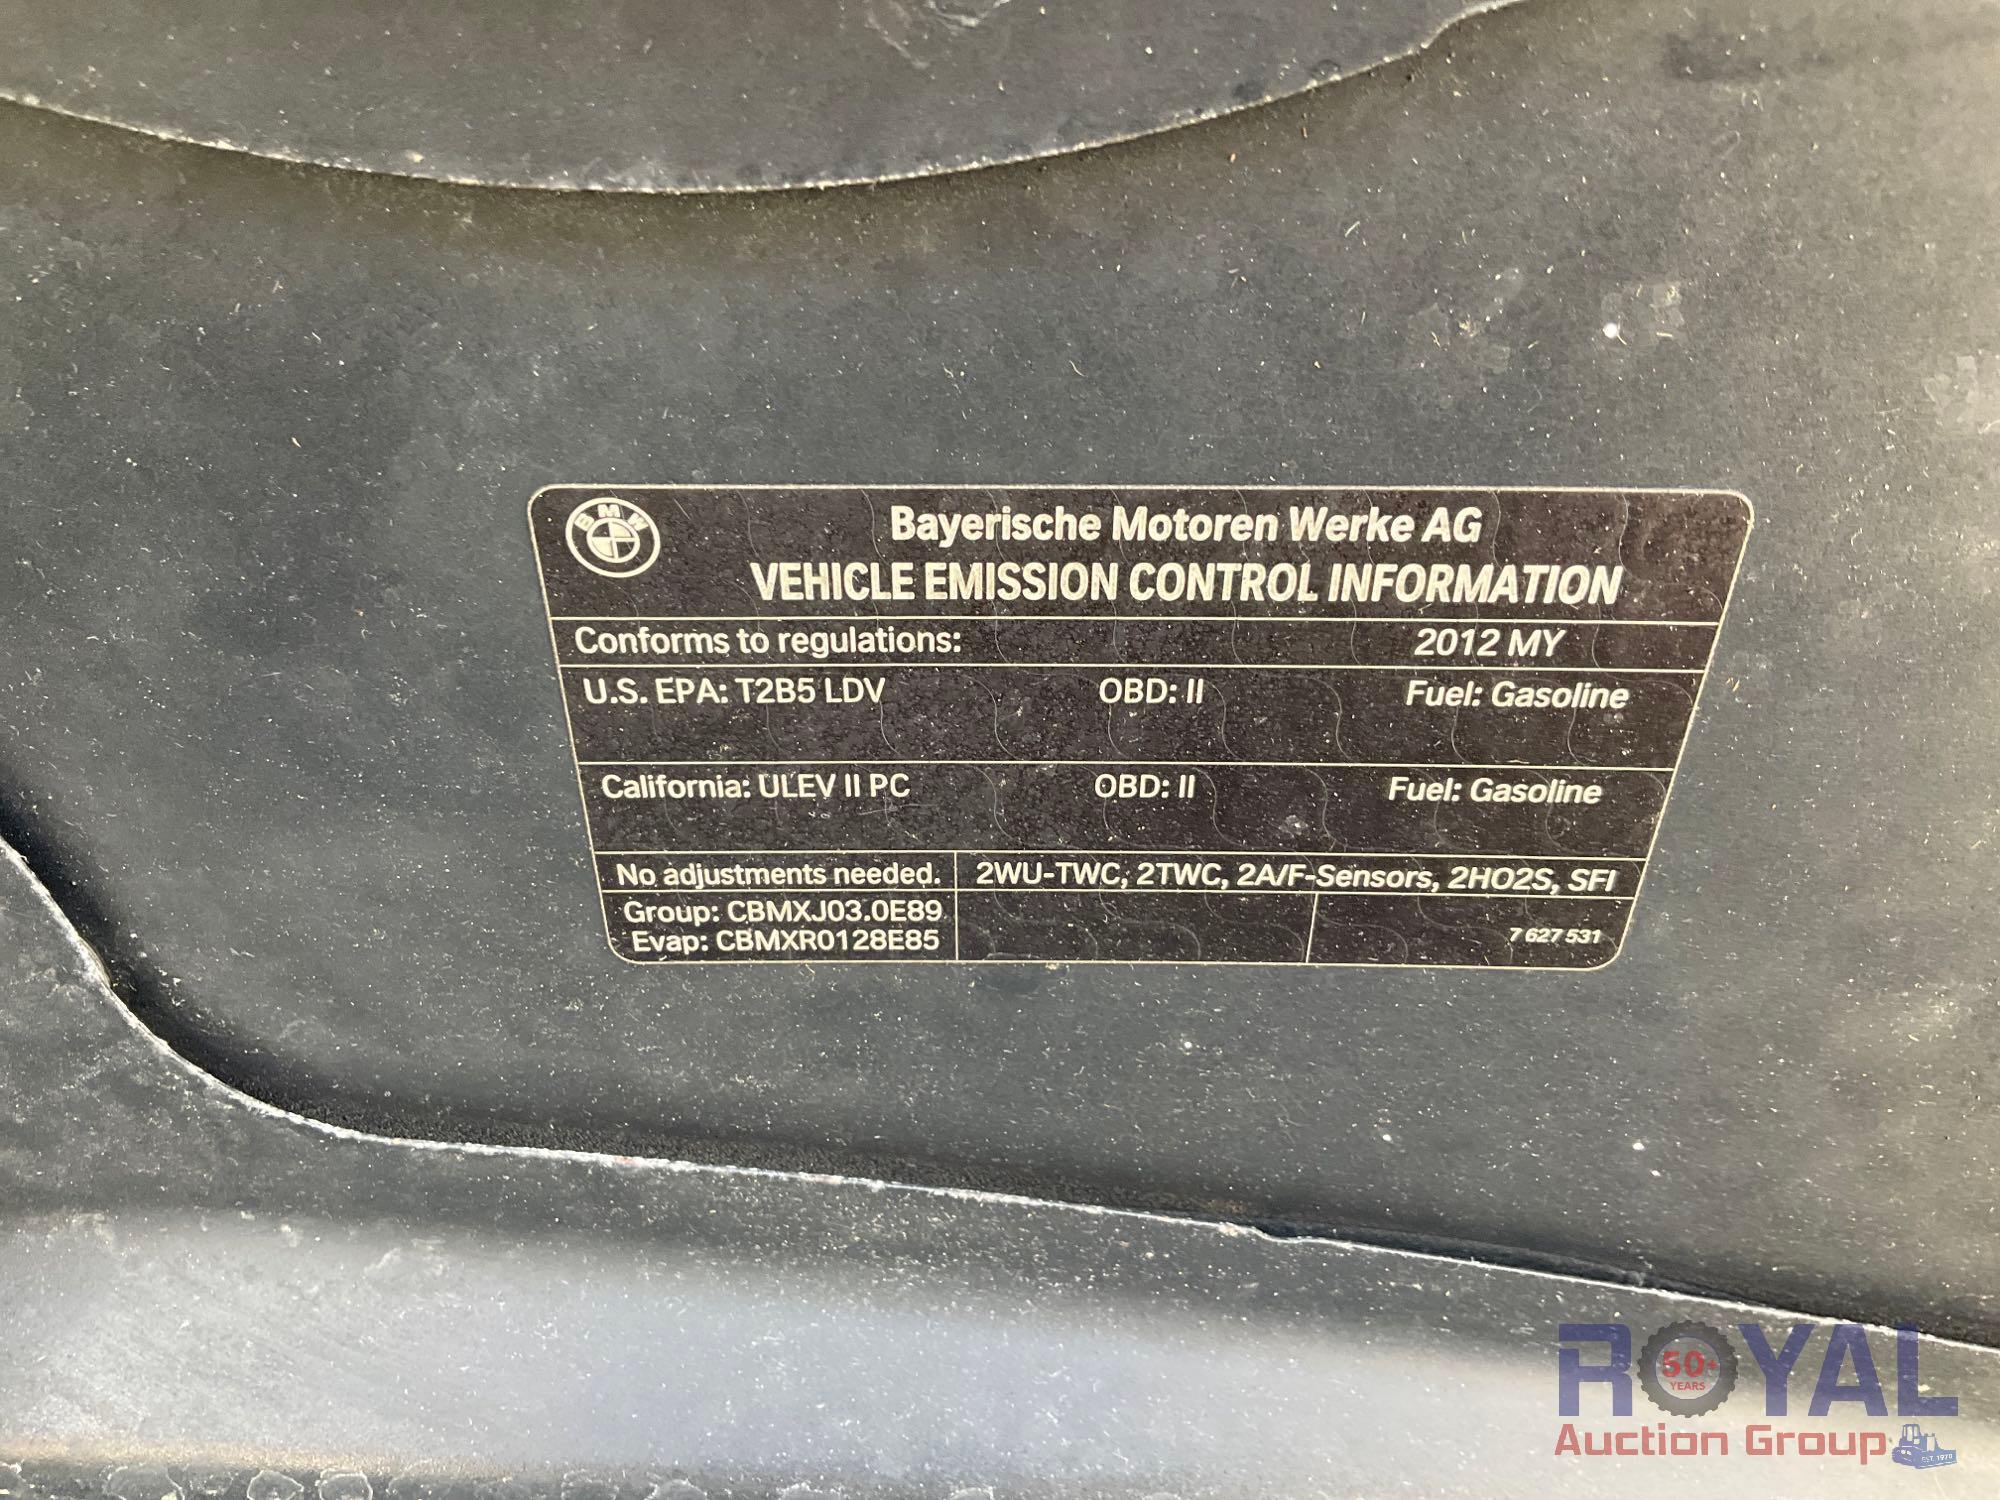 BMW
Bayerische Motoren Werke AG
VEHICLE EMISSION CONTROL INFORMATION
Conforms to regulations: 2012 MY
U.S. EPA: T2B5 LDV OBD: II Fuel: Gasoline
California: ULEV II PC OBD: II Fuel: Gasoline
No adjustments needed. 2WU-TWC, 2TWC, 2A/F-Sensors, 2HO2S, SFI
Group: CBMXJ03.0E89
Evap: CBMXR0128E85 7 627 531
ROYAL
50+
YEARS
Auction Group
EST. 1970